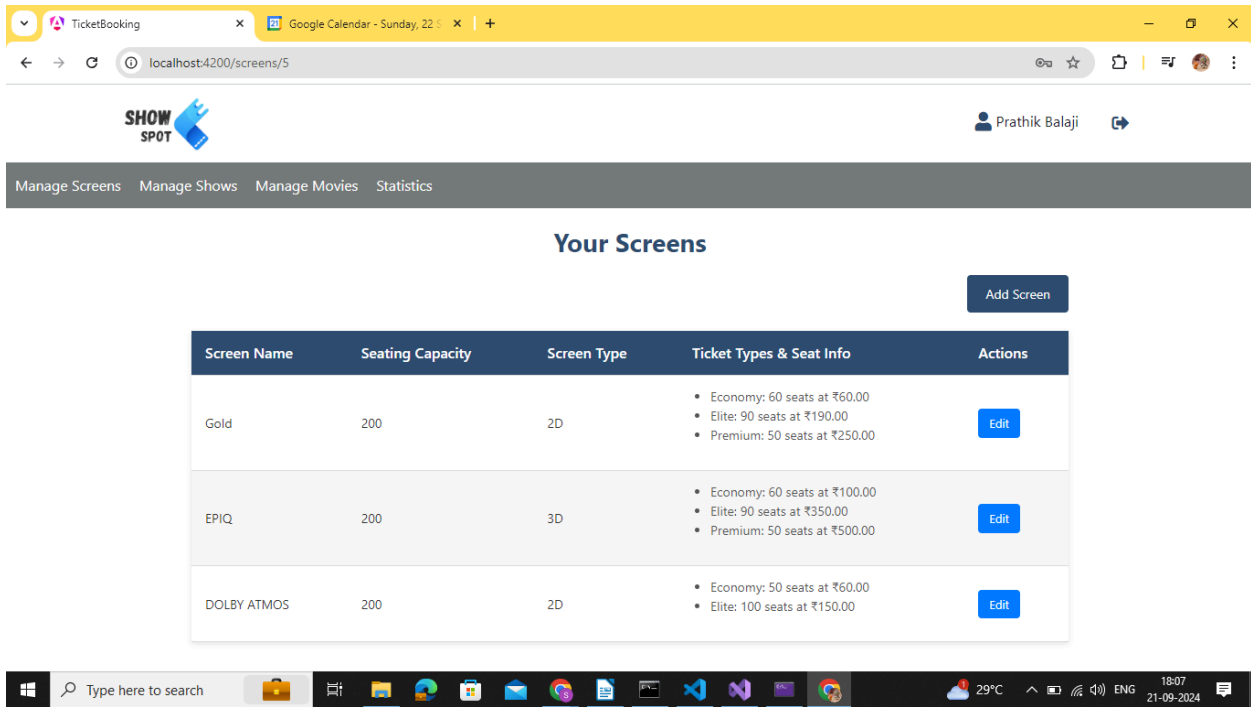 TicketBooking
Google Calendar - Sunday, 22 S
localhost:4200/screens/5
SHOW
SPOT
Prathik Balaji
Manage Screens Manage Shows Manage Movies Statistics
Your Screens
Add Screen
Screen Name Seating Capacity Screen Type Ticket Types & Seat Info Actions
Economy: 60 seats at ₹60.00
Gold 200 2D Elite: 90 seats at ₹190.00 Edit
Premium: 50 seats at ₹250.00
Economy: 60 seats at ₹100.00
EPIQ 200 3D Elite: 90 seats at ₹350.00 Edit
Premium: 50 seats at ₹500.00
Economy: 50 seats at ₹60.00
DOLBY ATMOS 200 2D Elite: 100 seats at ₹150.00 Edit
Type here to search
29°C ENG
18:07
21-09-2024